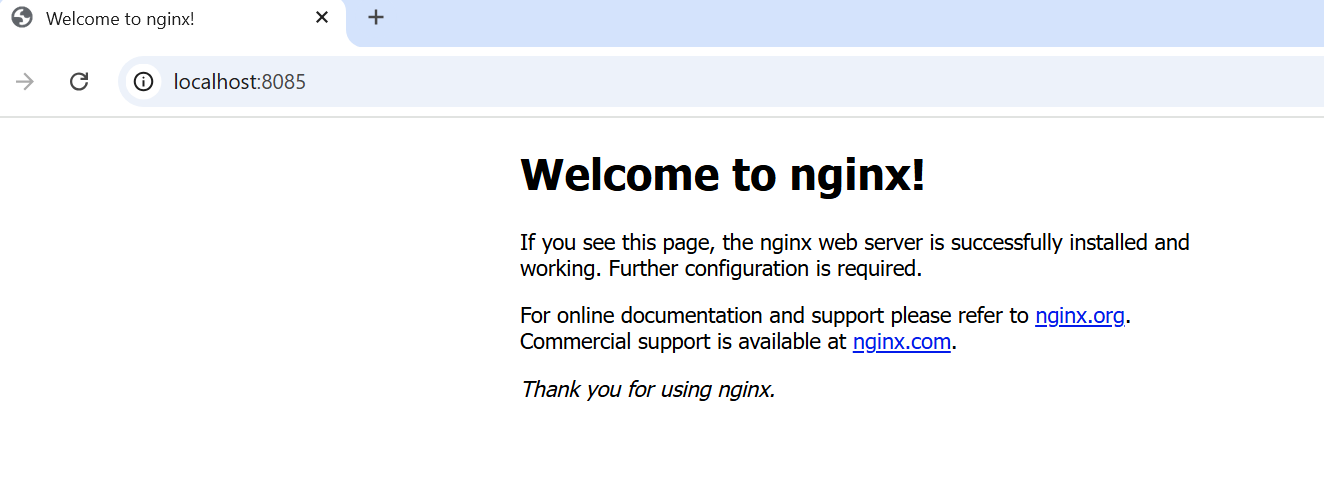 Welcome to nginx!
localhost:8085
Welcome to nginx!
If you see this page, the nginx web server is successfully installed and
working. Further configuration is required.
For online documentation and support please refer to nginx.org.
Commercial support is available at nginx.com.
Thank you for using nginx.